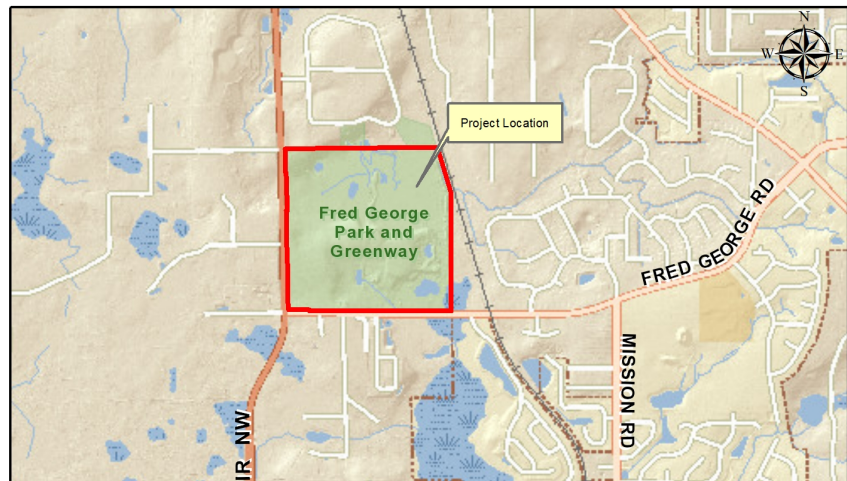 N
W E
S
Project Location
Fred George
Park and
Greenway
FRED GEORGE RD
MISSION RD
IR NW